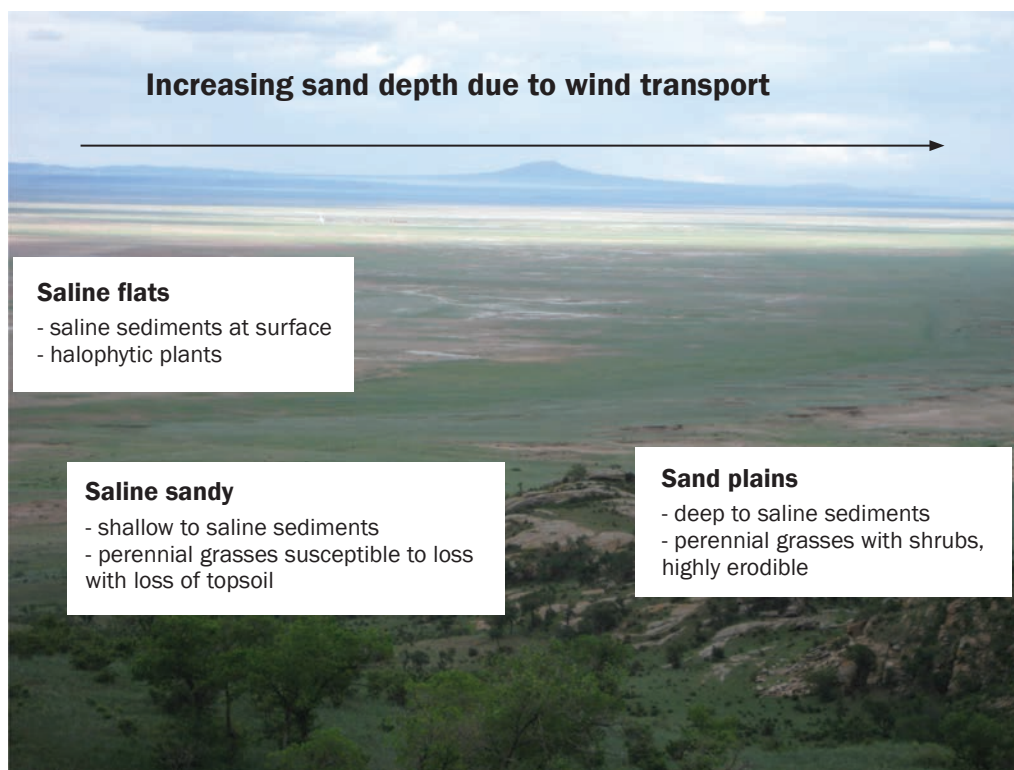 Increasing sand depth due to wind transport
Saline flats
- saline sediments at surface
- halophytic plants
Saline sandy
- shallow to saline sediments
- perennial grasses susceptible to loss
with loss of topsoil
Sand plains
- deep to saline sediments
- perennial grasses with shrubs,
highly erodible